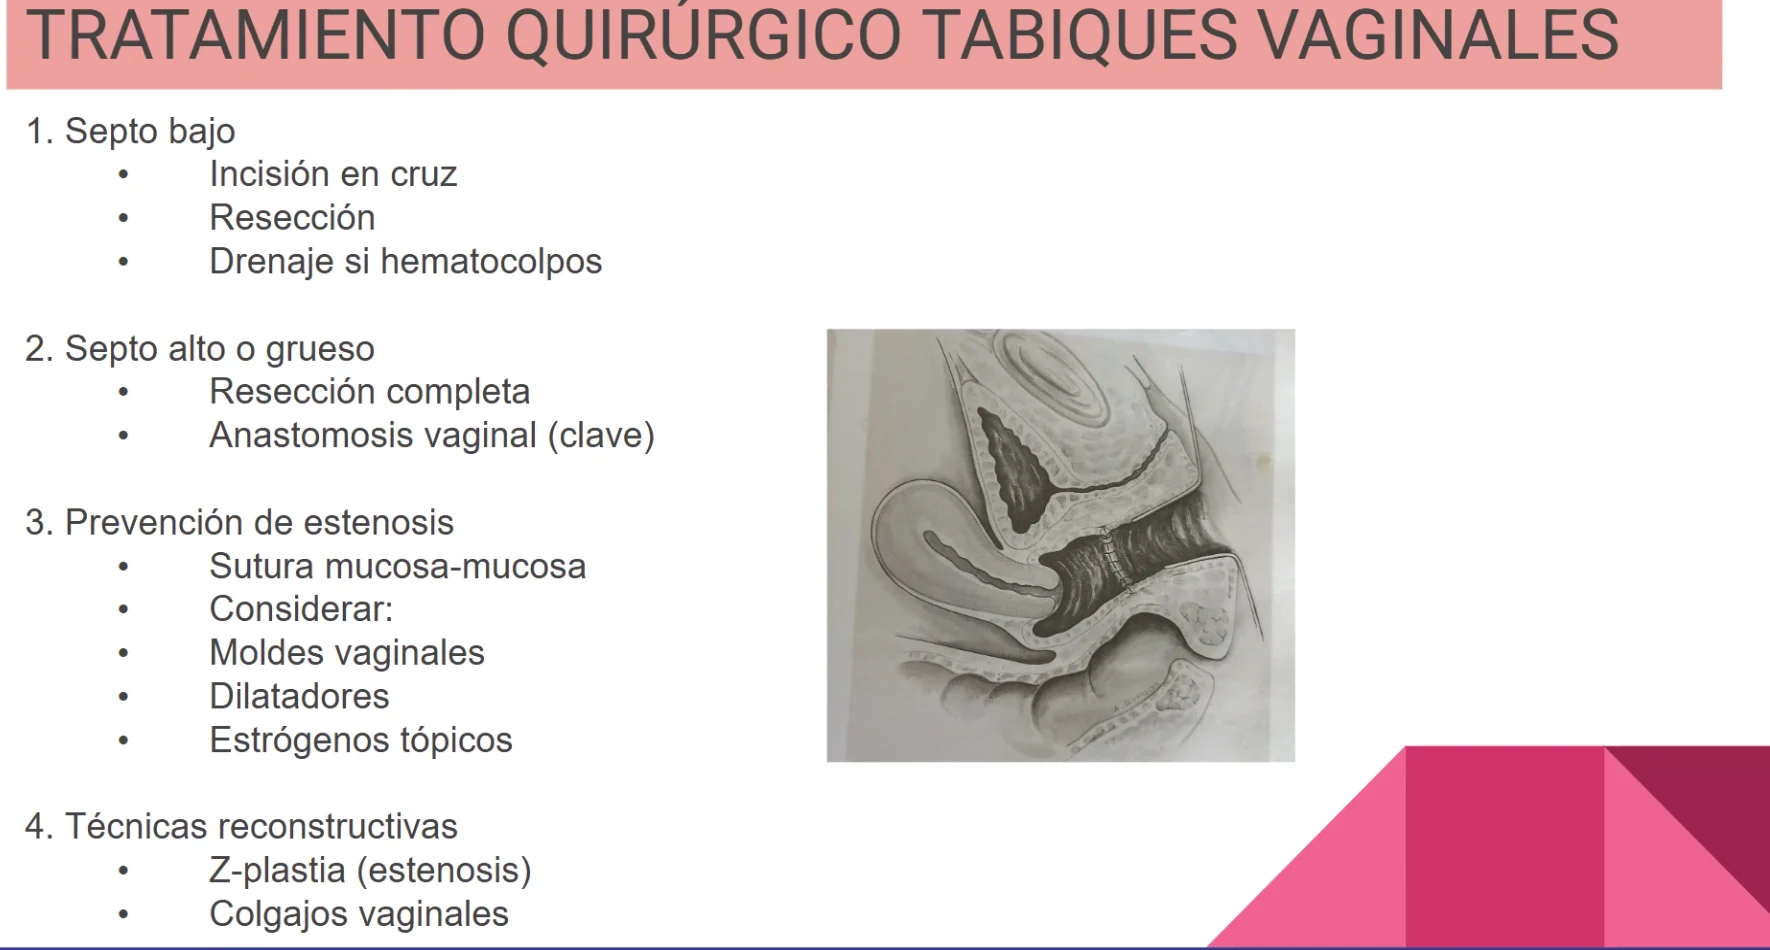 TRATAMIENTO QUIRÚRGICO TABIQUES VAGINALES
1. Septo bajo
• Incisión en cruz
• Resección
• Drenaje si hematocolpos
2. Septo alto o grueso
• Resección completa
• Anastomosis vaginal (clave)
3. Prevención de estenosis
• Sutura mucosa-mucosa
• Considerar:
• Moldes vaginales
• Dilatadores
• Estrógenos tópicos
4. Técnicas reconstructivas
• Z-plastia (estenosis)
• Colgajos vaginales